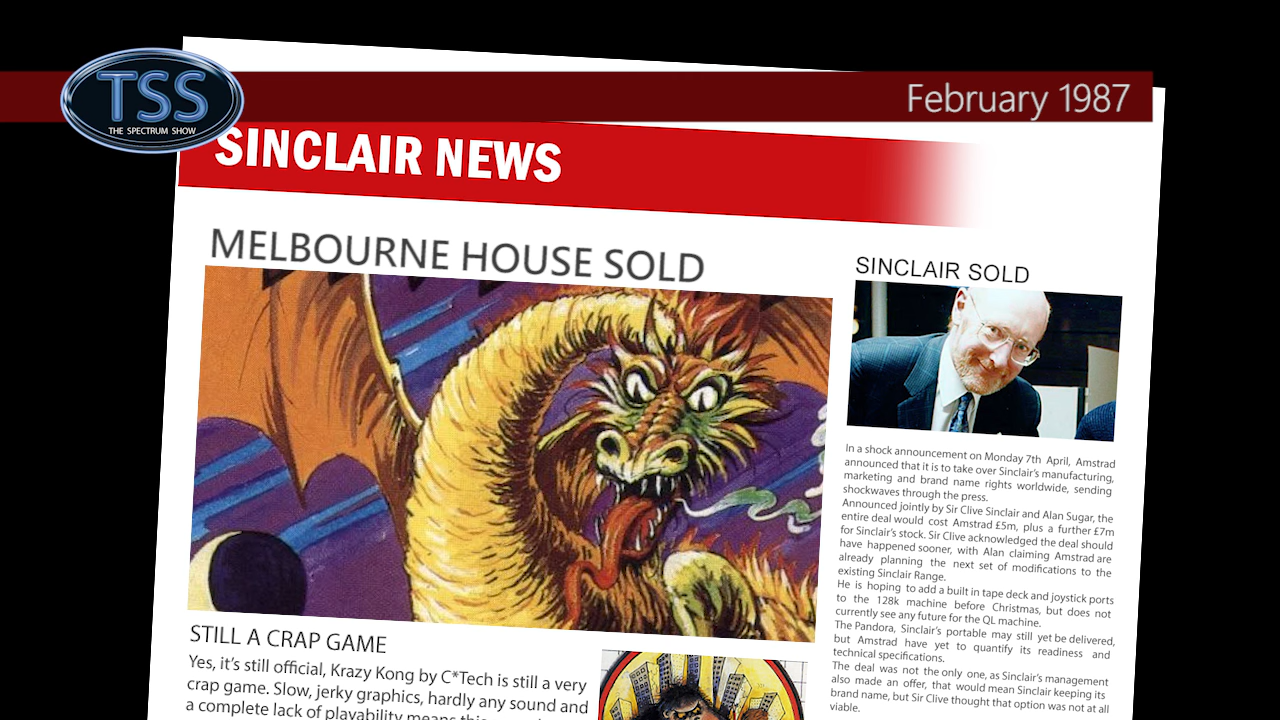 TSS
THE SPECTRUM SHOW
February 1987
SINCLAIR NEWS
MELBOURNE HOUSE SOLD
STILL A CRAP GAME
Yes, it's still official, Krazy Kong by C*Tech is still a very
crap game. Slow, jerky graphics, hardly any sound and
a complete lack of playability means this
SINCLAIR SOLD
In a shock announcement on Monday 7th April, Amstrad
announced that it is to take over Sinclair's manufacturing,
marketing and brand name rights worldwide, sending
shockwaves through the press.
Announced jointly by Sir Clive Sinclair and Alan Sugar, the
entire deal would cost Amstrad £5m, plus a further £7m
for Sinclair's stock. Sir Clive acknowledged the deal should
have happened sooner, with Alan claiming Amstrad are
already planning the next set of modifications to the
existing Sinclair Range.
He is hoping to add a built in tape deck and joystick ports
to the 128k machine before Christmas, but does not
currently see any future for the QL machine.
The Pandora, Sinclair's portable may still yet be delivered,
but Amstrad have yet to quantify its readiness and
technical specifications.
The deal was not the only one, as Sinclair's management
also made an offer, that would mean Sinclair keeping its
brand name, but Sir Clive thought that option was not at all
viable.